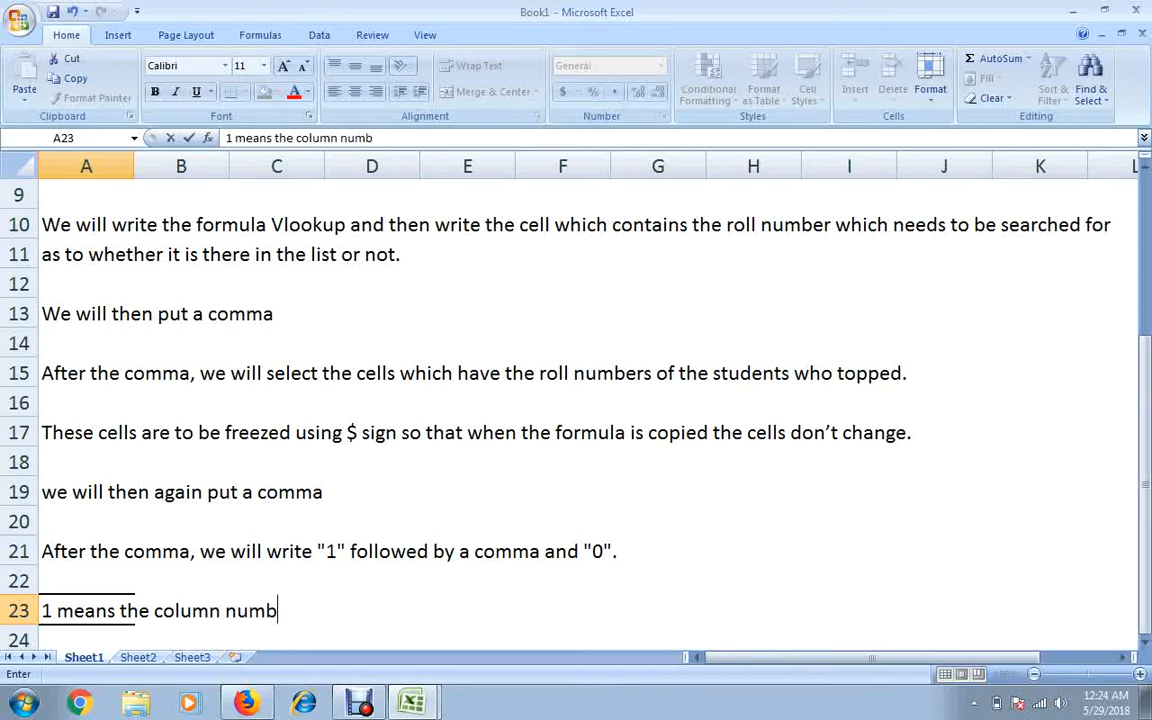 Book1 - Microsoft Excel
Home Insert Page Layout Formulas Data Review View
Paste
Cut
Copy
Format Painter
Clipboard
Calibri 11
B I U
Font
Wrap Text
Merge & Center
Alignment
General
$ % ,
Number
Conditional Formatting
Format as Table
Cell Styles
Styles
Insert Delete Format
Cells
Σ AutoSum
Fill
Clear
Sort & Filter
Find & Select
Editing
A23 fx 1 means the column numb
A B C D E F G H I J K L
9
10 We will write the formula Vlookup and then write the cell which contains the roll number which needs to be searched for
11 as to whether it is there in the list or not.
12
13 We will then put a comma
14
15 After the comma, we will select the cells which have the roll numbers of the students who topped.
16
17 These cells are to be freezed using $ sign so that when the formula is copied the cells don’t change.
18
19 we will then again put a comma
20
21 After the comma, we will write "1" followed by a comma and "0".
22
23 1 means the column numb
24
Sheet1 Sheet2 Sheet3
Enter
12:24 AM
5/29/2018